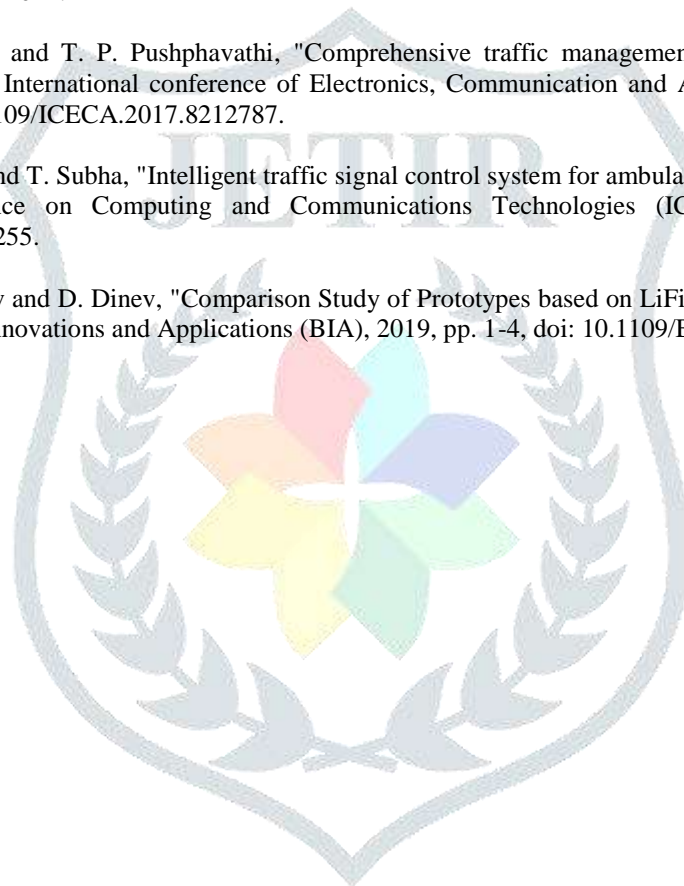 and T. P. Pushphavathi, "Comprehensive traffic management
International conference of Electronics, Communication and A
09/ICECA.2017.8212787.
nd T. Subha, "Intelligent traffic signal control system for ambula
nce on Computing and Communications Technologies (IC
255.
y and D. Dinev, "Comparison Study of Prototypes based on LiFi
nnovations and Applications (BIA), 2019, pp. 1-4, doi: 10.1109/B
JETIR